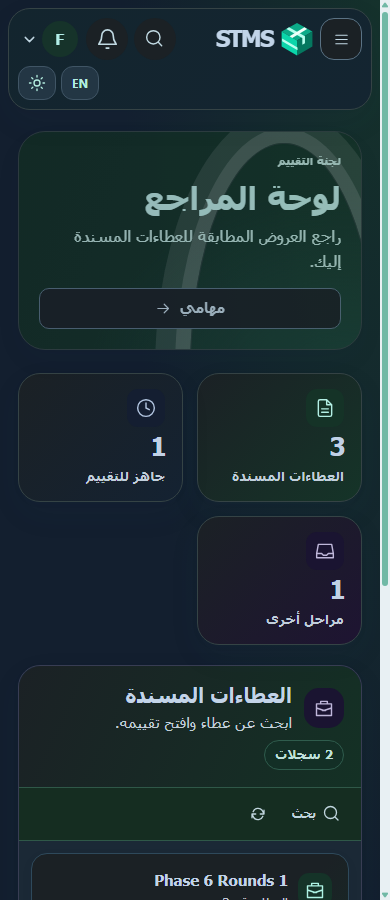 STMS
F
EN
لجنة التقييم
لوحة المراجع
راجع العروض المطابقة للعطاءات المسندة
إليك.
مهامي
3
العطاءات المسندة
1
جاهز للتقييم
1
مراحل أخرى
العطاءات المسندة
ابحث عن عطاء وافتح تقييمه.
2 سجلات
بحث
Phase 6 Rounds 1